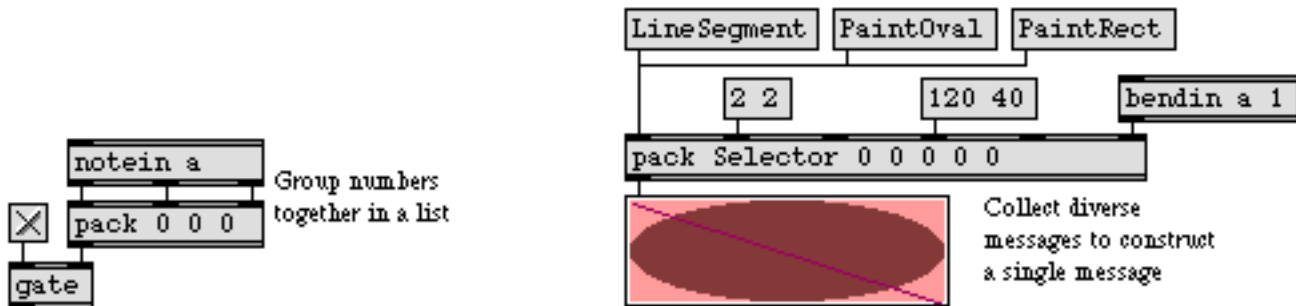 LineSegment PaintOval PaintRect
2 2 120 40 bendin a 1
pack Selector 0 0 0 0 0
notein a
pack 0 0 0
gate
Group numbers
together in a list
Collect diverse
messages to construct
a single message